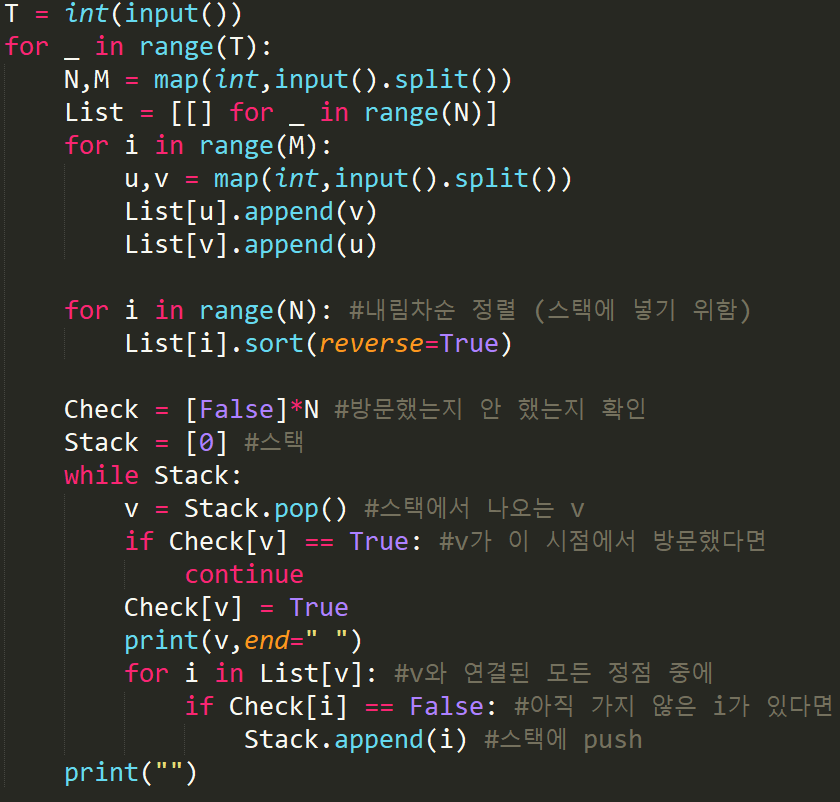 T = int(input())
for _ in range(T):
    N,M = map(int,input().split())
    List = [[] for _ in range(N)]
    for i in range(M):
        u,v = map(int,input().split())
        List[u].append(v)
        List[v].append(u)

    for i in range(N): #내림차순 정렬 (스택에 넣기 위함)
        List[i].sort(reverse=True)

    Check = [False]*N #방문했는지 안 했는지 확인
    Stack = [0] #스택
    while Stack:
        v = Stack.pop() #스택에서 나오는 v
        if Check[v] == True: #v가 이 시점에서 방문했다면
            continue
        Check[v] = True
        print(v,end=" ")
        for i in List[v]: #v와 연결된 모든 정점 중에
            if Check[i] == False: #아직 가지 않은 i가 있다면
                Stack.append(i) #스택에 push
    print("")